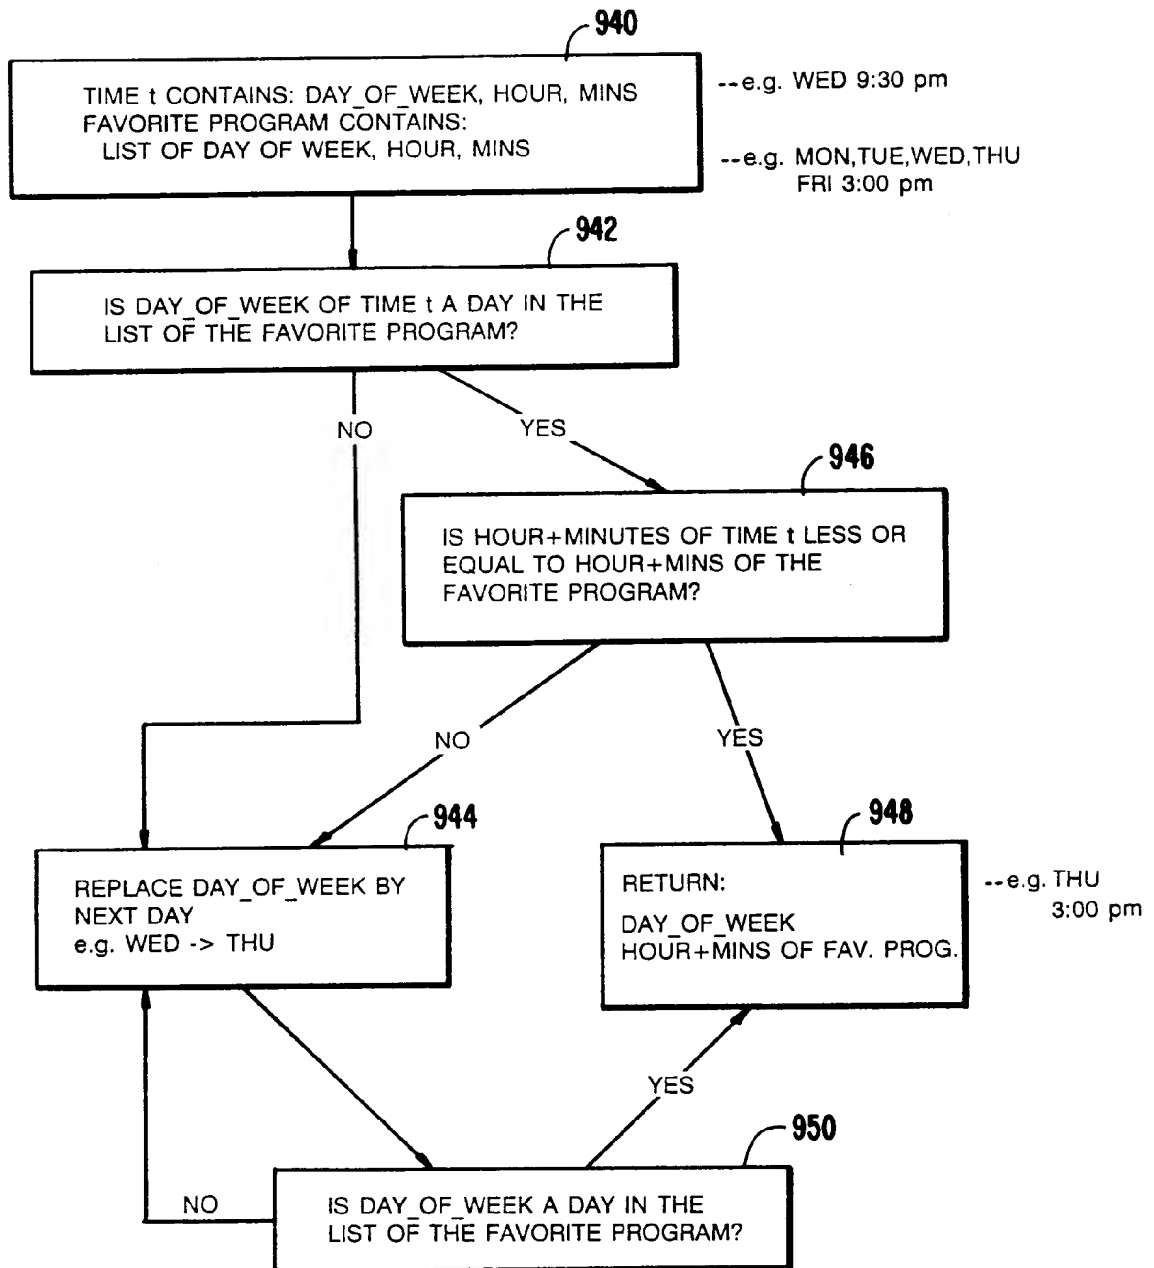 940
TIME t CONTAINS: DAY_OF_WEEK, HOUR, MINS
FAVORITE PROGRAM CONTAINS:
LIST OF DAY OF WEEK, HOUR, MINS
--e.g. WED 9:30 pm
--e.g. MON,TUE,WED,THU
FRI 3:00 pm
942
IS DAY_OF_WEEK OF TIME t A DAY IN THE
LIST OF THE FAVORITE PROGRAM?
NO
YES
946
IS HOUR+MINUTES OF TIME t LESS OR
EQUAL TO HOUR+MINS OF THE
FAVORITE PROGRAM?
NO
YES
944
REPLACE DAY_OF_WEEK BY
NEXT DAY
e.g. WED -> THU
948
RETURN:
DAY_OF_WEEK
HOUR+MINS OF FAV. PROG.
--e.g. THU
3:00 pm
YES
950
NO
IS DAY_OF_WEEK A DAY IN THE
LIST OF THE FAVORITE PROGRAM?